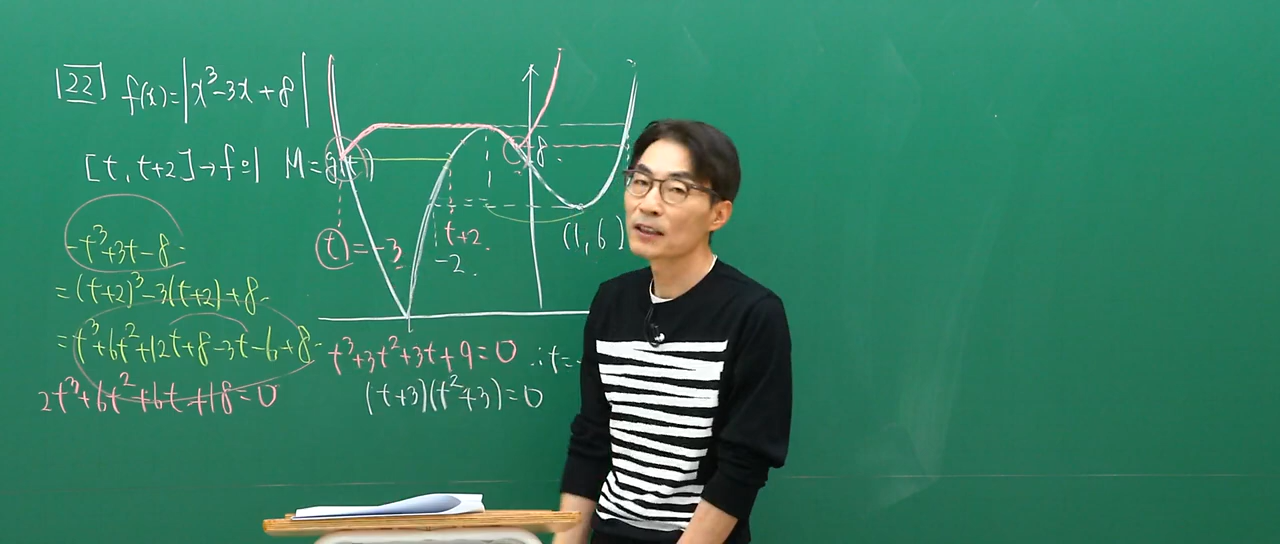 22 f(x)=|x³-3x+8|
[t, t+2]→f의 M=g(t)
8.
(1, 6)
t=-3
t+2.
-2.
-t³+3t-8
=(t+2)³-3(t+2)+8
=t³+6t²+12t+8-3t-6+8
2t³+6t²+6t+18=0
t³+3t²+3t+9=0 ∴t=-
(t+3)(t²+3)=0